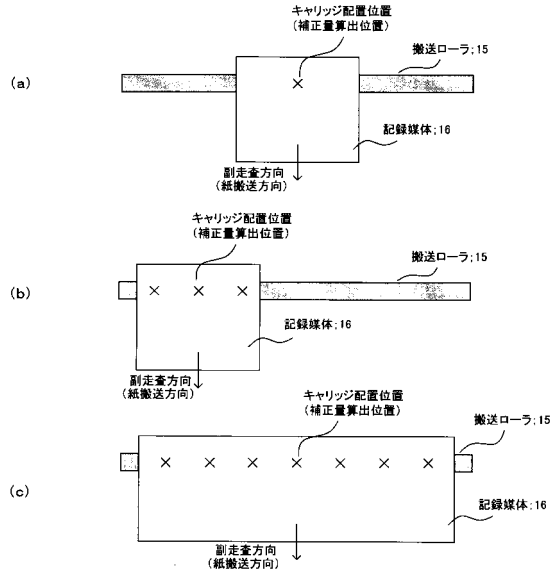 キャリッジ配置位置
(補正量算出位置)
搬送ローラ;15
(a)
記録媒体;16
副走査方向
(紙搬送方向)
キャリッジ配置位置
(補正量算出位置)
搬送ローラ;15
(b)
記録媒体;16
副走査方向
(紙搬送方向)
キャリッジ配置位置
(補正量算出位置)
搬送ローラ;15
(c)
記録媒体;16
副走査方向
(紙搬送方向)